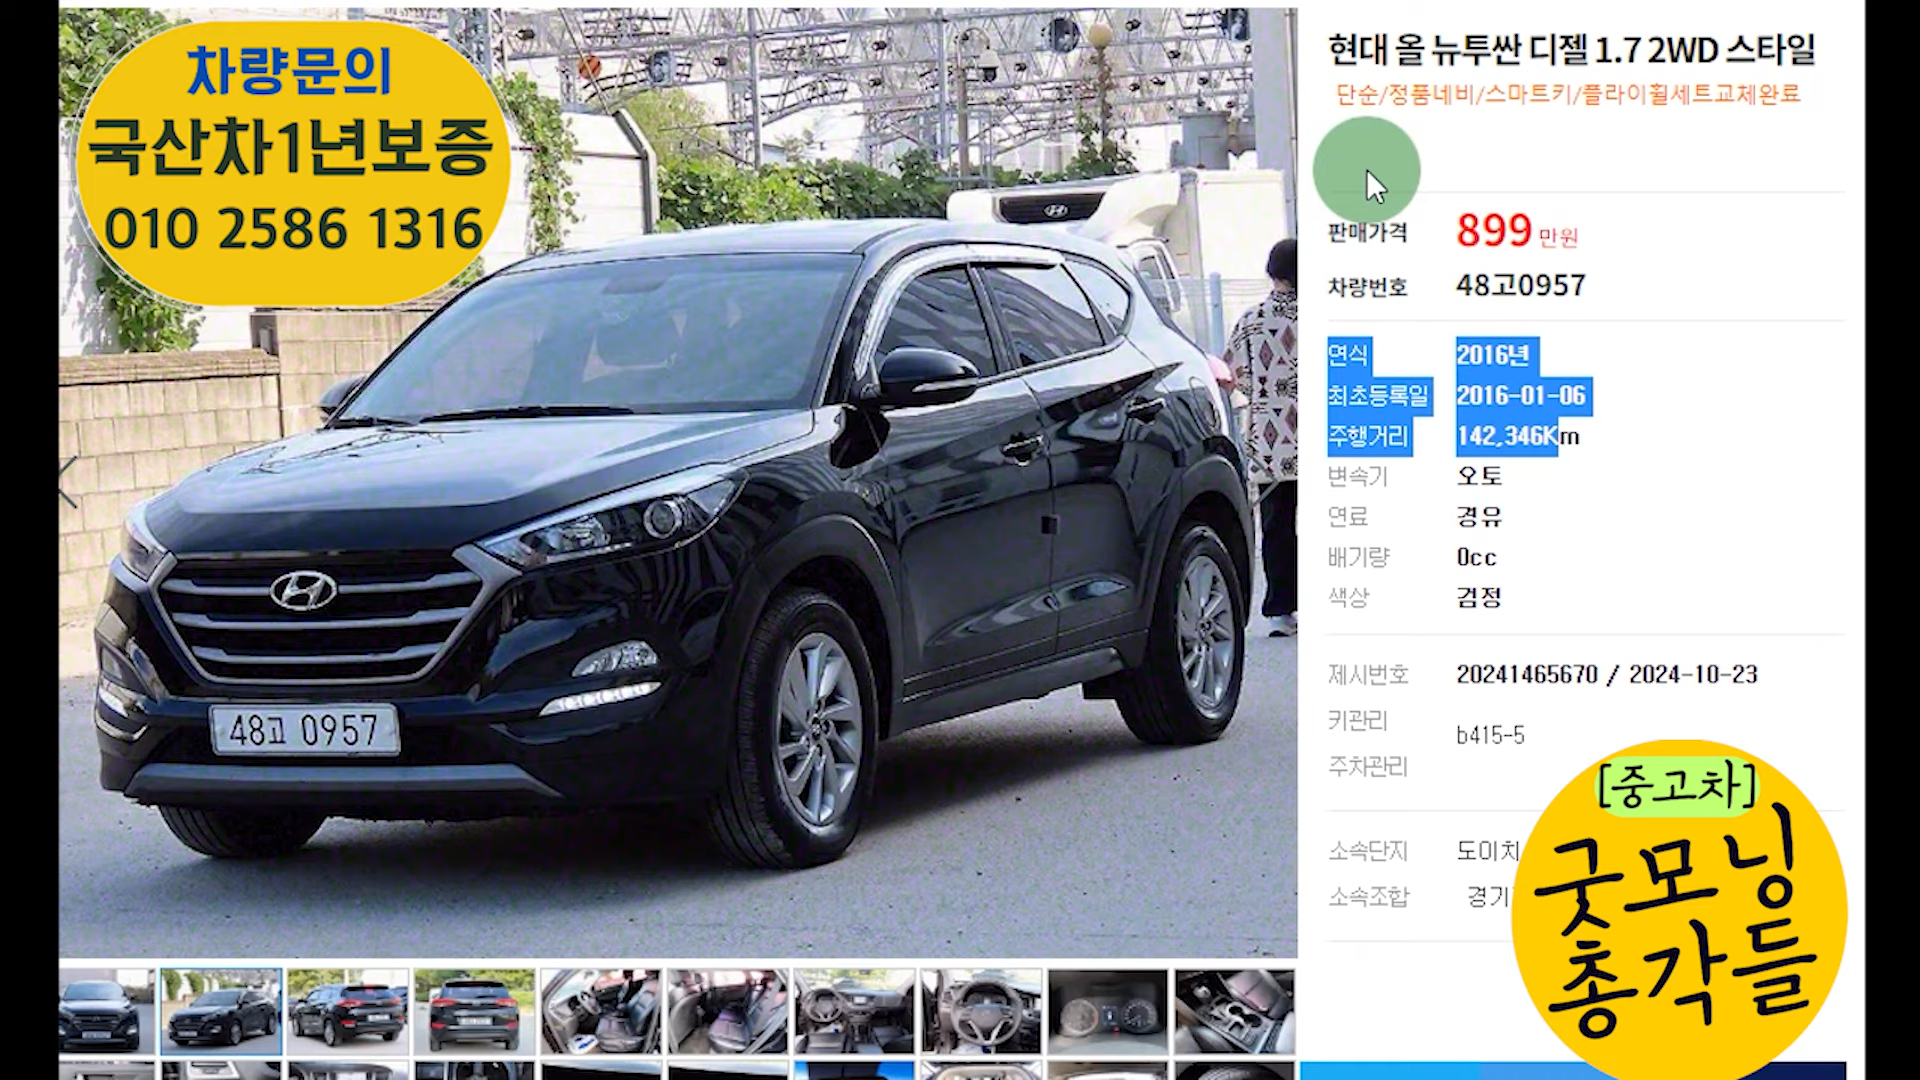 차량문의
국산차1년보증
010 2586 1316
48고 0957
현대 올 뉴투싼 디젤 1.7 2WD 스타일
단순/정품네비/스마트키/플라이휠세트교체완료
판매가격 899 만원
차량번호 48고0957
연식 2016년
최초등록일 2016-01-06
주행거리 142,346Km
변속기 오토
연료 경유
배기량 0cc
색상 검정
제시번호 20241465670 / 2024-10-23
키관리
b415-5
주차관리
소속단지 도이치
소속조합 경기
[중고차]
굿모닝
총각들